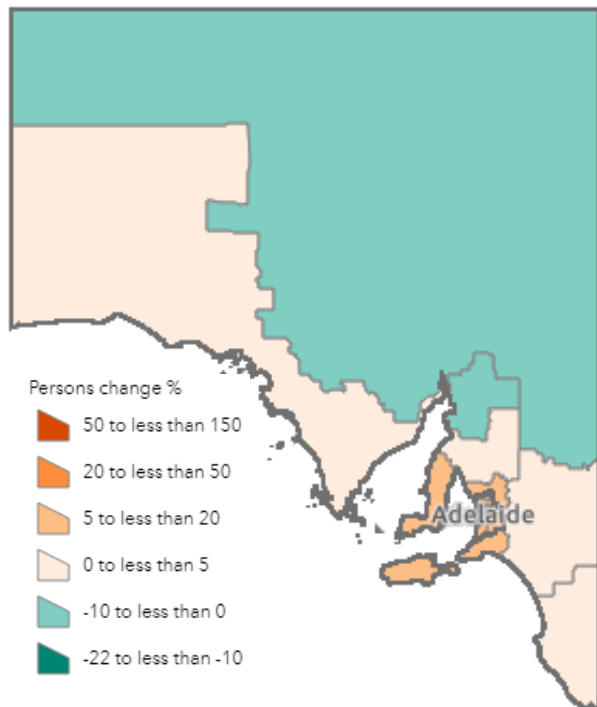 Persons change %
50 to less than 150
20 to less than 50
5 to less than 20
Adelaide
0 to less than 5
-10 to less than 0
-22 to less than -10